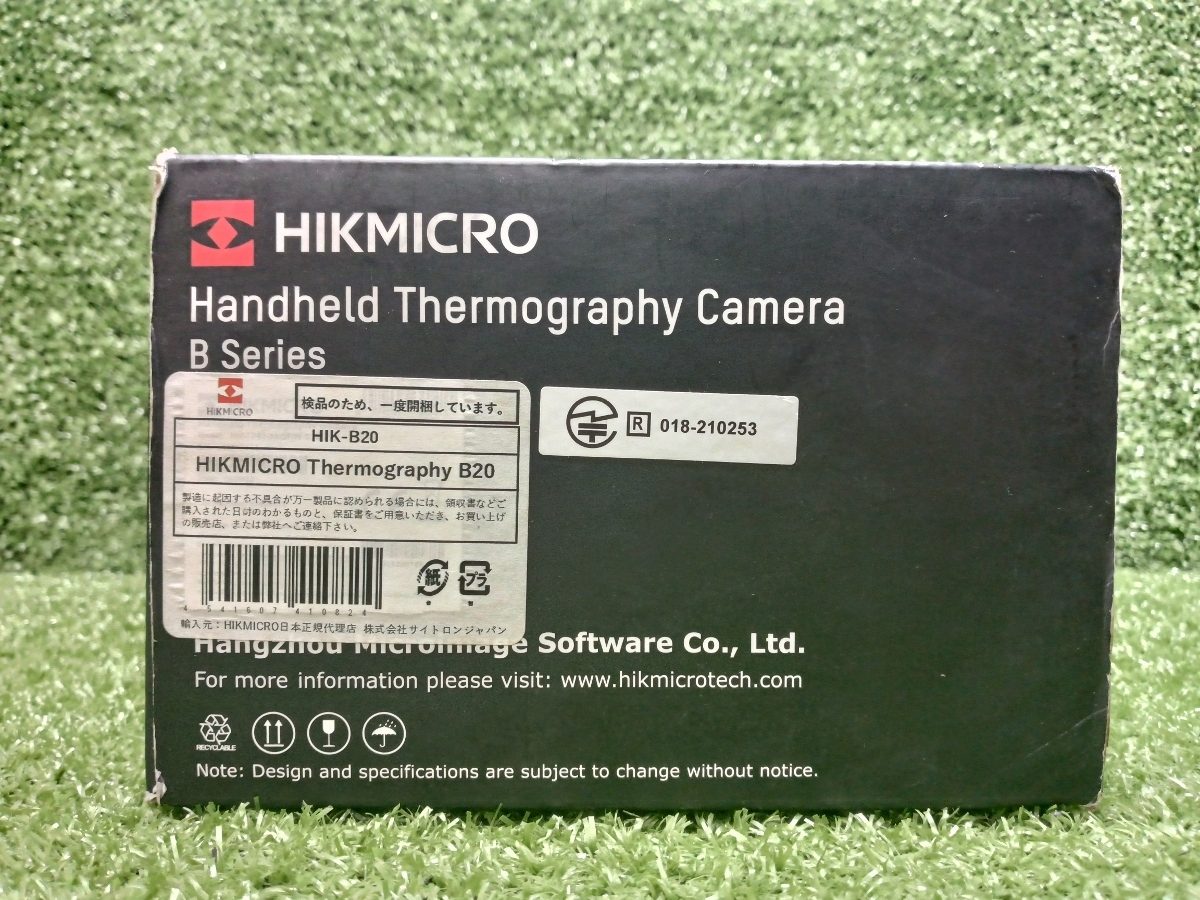 HIKMICRO
Handheld Thermography Camera
B Series
HIKMICRO
検品のため、一度開梱しています。
HIK-B20
HIKMICRO Thermography B20
製造に起因する不具合が万一製品に認められる場合には、領収書などご
購入された日付のわかるものと、保証書をご用意いただき、お買い上げ
の販売店、または弊社へご連絡下さい。
4 541607 410824
紙 プラ
輸入元：HIKMICRO日本正規代理店 株式会社サイトロンジャパン
R 018-210253
Hangzhou Microimage Software Co., Ltd.
For more information please visit: www.hikmicrotech.com
RECYCLABLE
Note: Design and specifications are subject to change without notice.